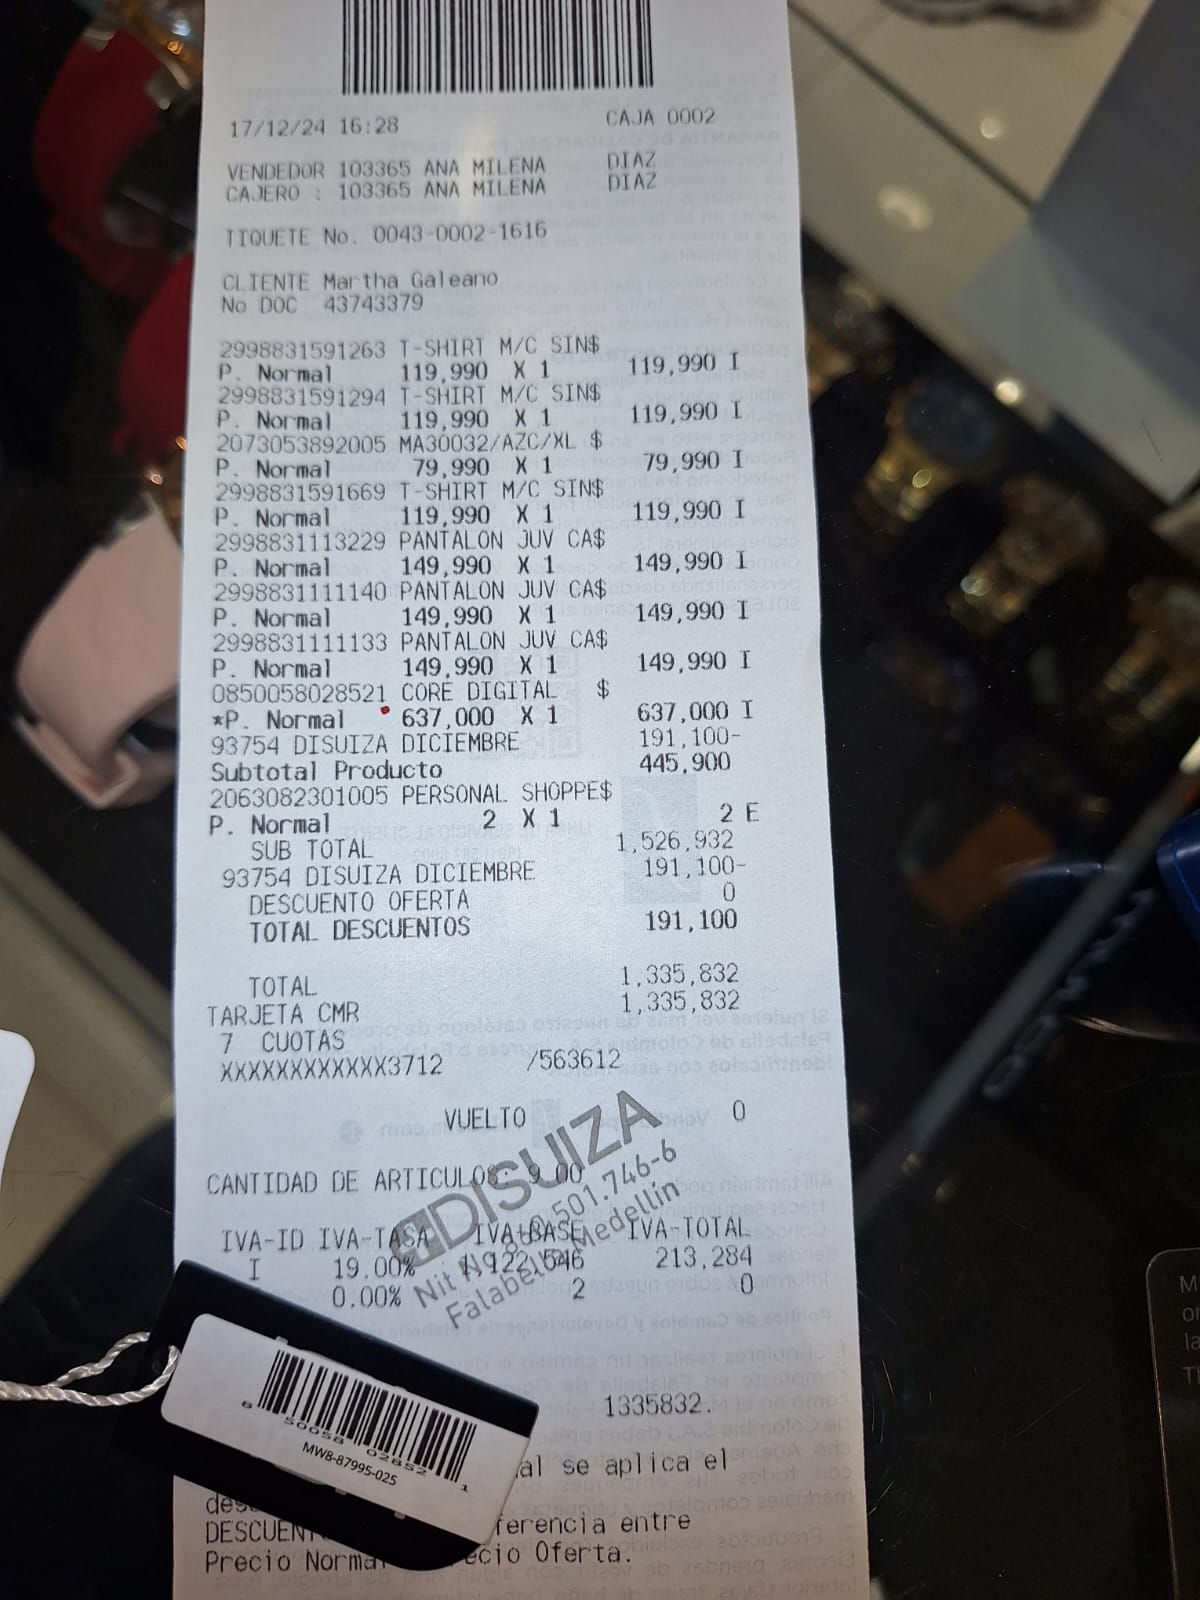 17/12/24 16:28 CAJA 0002
VENDEDOR 103365 ANA MILENA DIAZ
CAJERO : 103365 ANA MILENA DIAZ
TIQUETE No. 0043-0002-1616
CLIENTE Martha Galeano
No DOC 43743379
2998831591263 T-SHIRT M/C SIN$
P. Normal 119,990 X 1 119,990 I
2998831591294 T-SHIRT M/C SIN$
P. Normal 119,990 X 1 119,990 I
2073053892005 MA30032/AZC/XL $
P. Normal 79,990 X 1 79,990 I
2998831591669 T-SHIRT M/C SIN$
P. Normal 119,990 X 1 119,990 I
2998831113229 PANTALON JUV CA$
P. Normal 149,990 X 1 149,990 I
2998831111140 PANTALON JUV CA$
P. Normal 149,990 X 1 149,990 I
2998831111133 PANTALON JUV CA$
P. Normal 149,990 X 1 149,990 I
0850058028521 CORE DIGITAL $
*P. Normal 637,000 X 1 637,000 I
93754 DISUIZA DICIEMBRE 191,100-
Subtotal Producto 445,900
2063082301005 PERSONAL SHOPPE$
P. Normal 2 X 1 2 E
SUB TOTAL 1,526,932
93754 DISUIZA DICIEMBRE 191,100-
DESCUENTO OFERTA 0
TOTAL DESCUENTOS 191,100
TOTAL 1,335,832
TARJETA CMR 1,335,832
7 CUOTAS
XXXXXXXXXXXX3712 /563612
VUELTO 0
CANTIDAD DE ARTICULOS: 9.00
DISUIZA
Falabella Medellín
IVA-ID IVA-TASA IVA-BASE IVA-TOTAL
I 19.00% 1,122,546 213,284
0.00% 2 0
1335832.
al se aplica el
des
DESCUENT ferencia entre
Precio Normal ecio Oferta.
8 50058 02852 1
MW8-87995-025